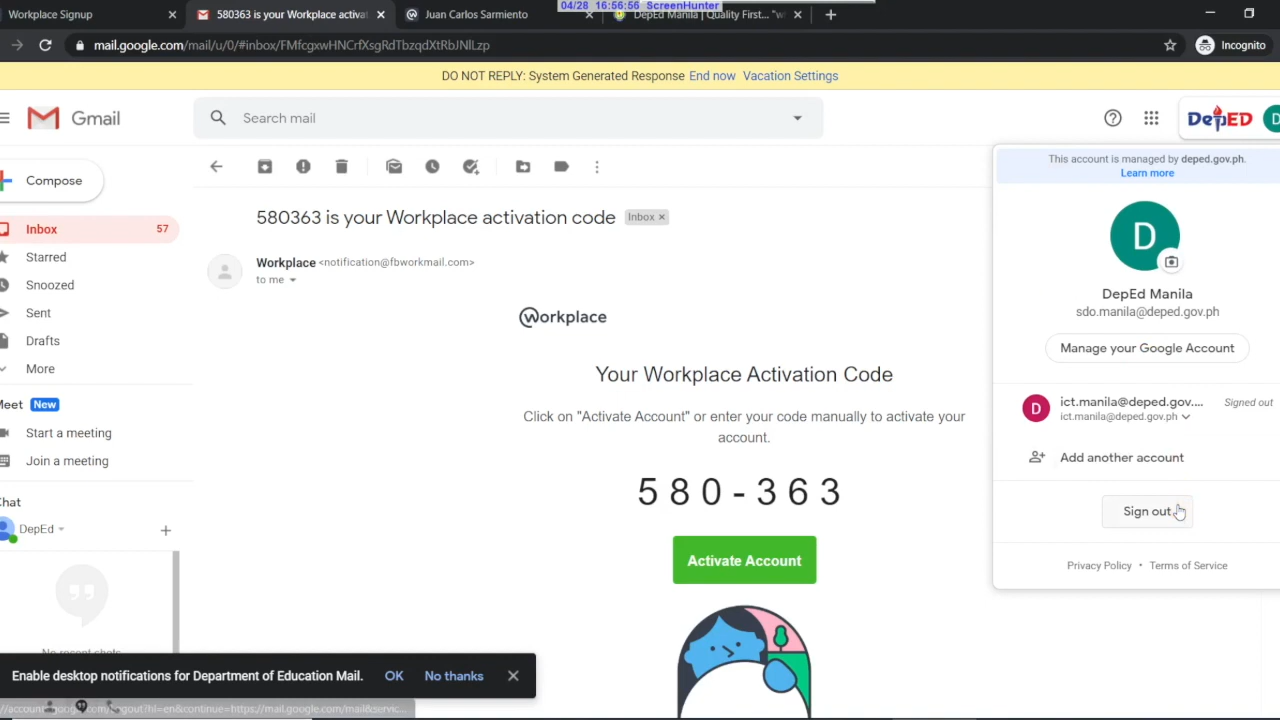 Workplace Signup
580363 is your Workplace activat
Juan Carlos Sarmiento
04/28 16:56:55 ScreenHunter
DepEd Manila | Quality First... "w
mail.google.com/mail/u/0/#inbox/FMfcgxwHNCrfXsgRdTbzqdXtRbJNlLzp
Incognito
DO NOT REPLY: System Generated Response End now Vacation Settings
Gmail
Search mail
DepED
D
Compose
This account is managed by deped.gov.ph.
Learn more
580363 is your Workplace activation code
Inbox ×
Inbox 57
Starred
Snoozed
Sent
Drafts
More
Workplace <notification@fbworkmail.com>
to me
D
DepEd Manila
sdo.manila@deped.gov.ph
Manage your Google Account
Workplace
Your Workplace Activation Code
Click on "Activate Account" or enter your code manually to activate your
account.
580-363
Activate Account
D
ict.manila@deped.gov....
Signed out
ict.manila@deped.gov.ph
Add another account
Sign out
Privacy Policy • Terms of Service
Meet New
Start a meeting
Join a meeting
Chat
DepEd
Enable desktop notifications for Department of Education Mail. OK No thanks